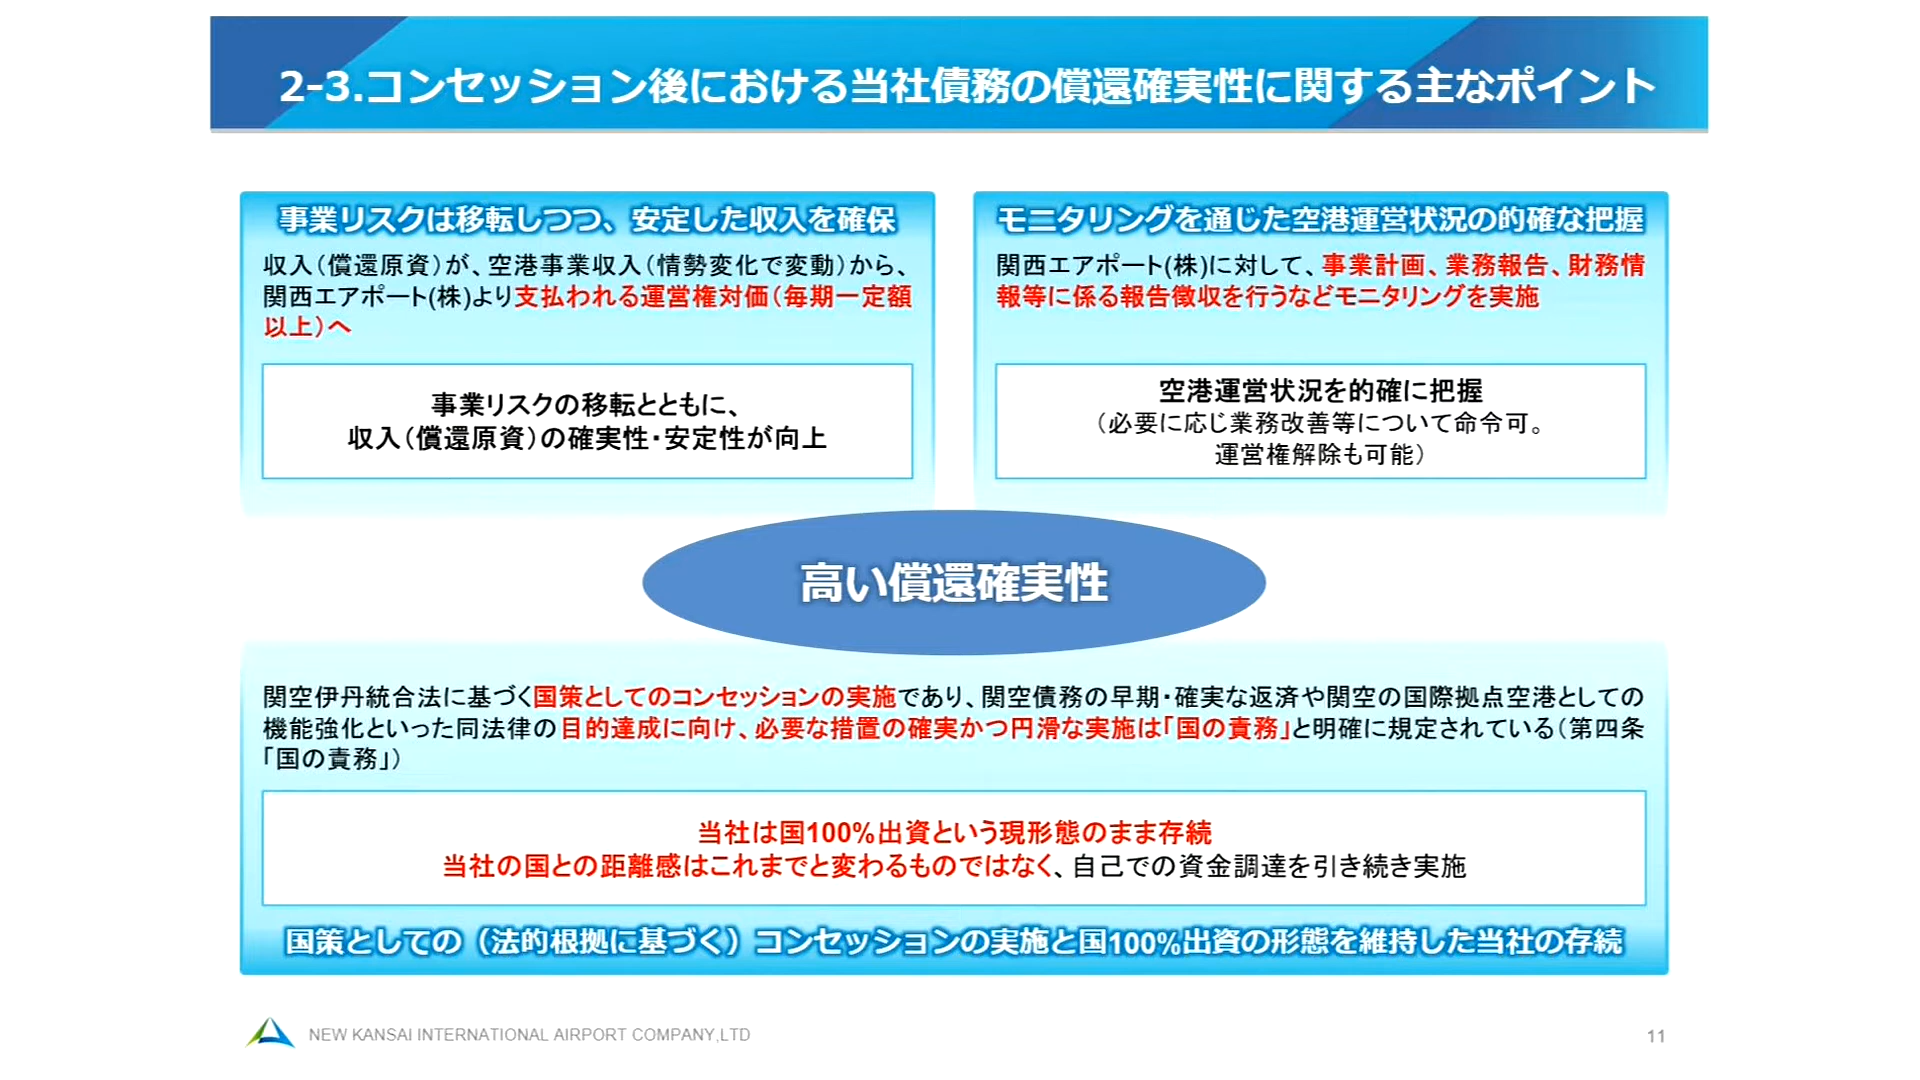 2-3.コンセッション後における当社債務の償還確実性に関する主なポイント
事業リスクは移転しつつ、安定した収入を確保
収入（償還原資）が、空港事業収入（情勢変化で変動）から、
関西エアポート(株)より支払われる運営権対価（毎期一定額
以上）へ
事業リスクの移転とともに、
収入（償還原資）の確実性・安定性が向上
モニタリングを通じた空港運営状況の的確な把握
関西エアポート(株)に対して、事業計画、業務報告、財務情
報等に係る報告徴収を行うなどモニタリングを実施
空港運営状況を的確に把握
（必要に応じ業務改善等について命令可。
運営権解除も可能）
高い償還確実性
関空伊丹統合法に基づく国策としてのコンセッションの実施であり、関空債務の早期・確実な返済や関空の国際拠点空港としての
機能強化といった同法律の目的達成に向け、必要な措置の確実かつ円滑な実施は「国の責務」と明確に規定されている（第四条
「国の責務」）
当社は国100%出資という現形態のまま存続
当社の国との距離感はこれまでと変わるものではなく、自己での資金調達を引き続き実施
国策としての（法的根拠に基づく）コンセッションの実施と国100%出資の形態を維持した当社の存続
NEW KANSAI INTERNATIONAL AIRPORT COMPANY,LTD
11